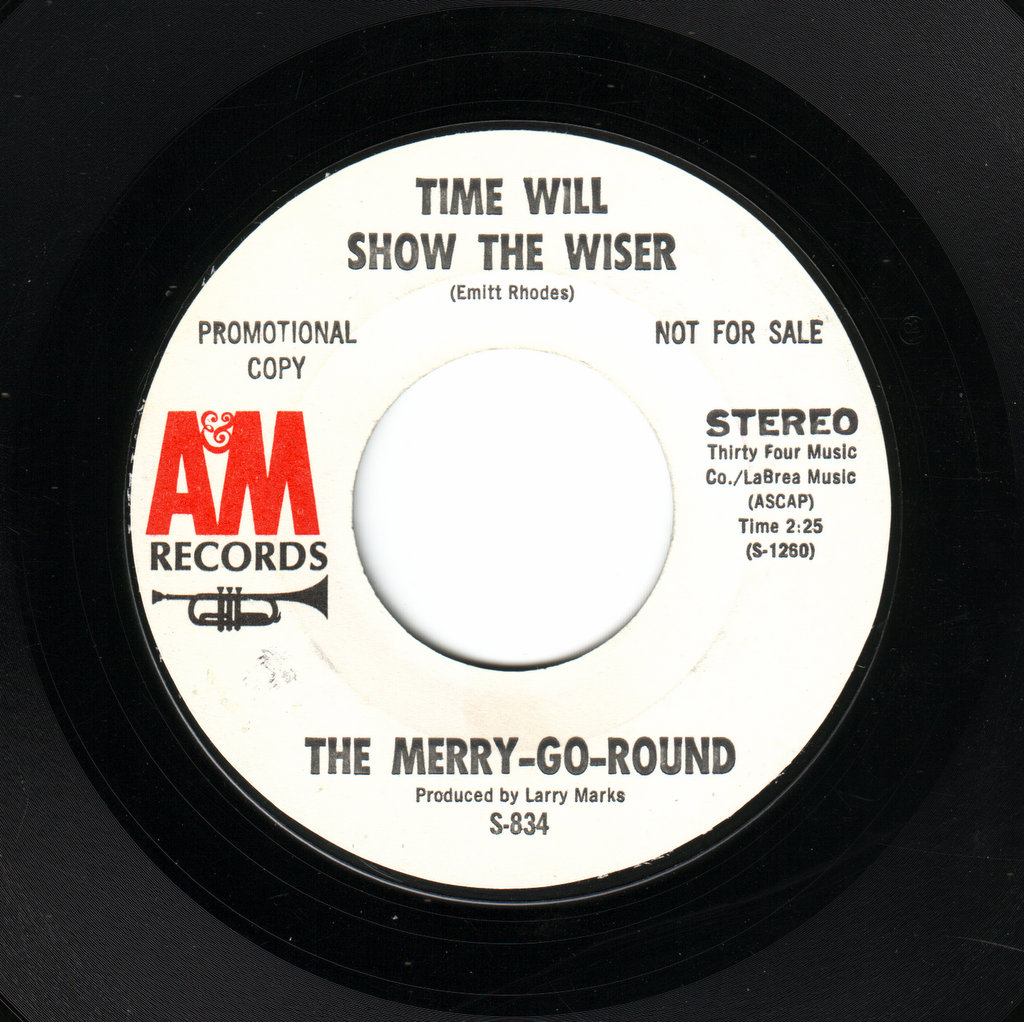 TIME WILL
SHOW THE WISER
(Emitt Rhodes)
PROMOTIONAL
COPY
NOT FOR SALE
A&M
RECORDS
STEREO
Thirty Four Music
Co./LaBrea Music
(ASCAP)
Time 2:25
(S-1260)
THE MERRY-GO-ROUND
Produced by Larry Marks
S-834